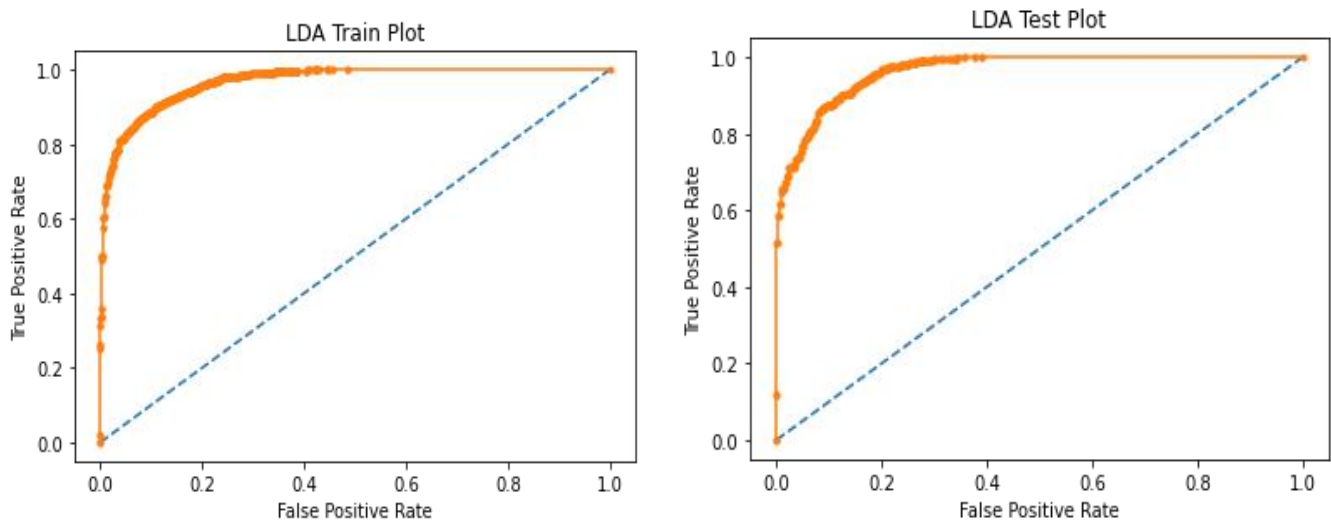 LDA Train Plot
1.0
0.8
0.6
0.4
0.2
0.0
True Positive Rate
0.0 0.2 0.4 0.6 0.8 1.0
False Positive Rate
LDA Test Plot
1.0
0.8
0.6
0.4
0.2
0.0
True Positive Rate
0.0 0.2 0.4 0.6 0.8 1.0
False Positive Rate